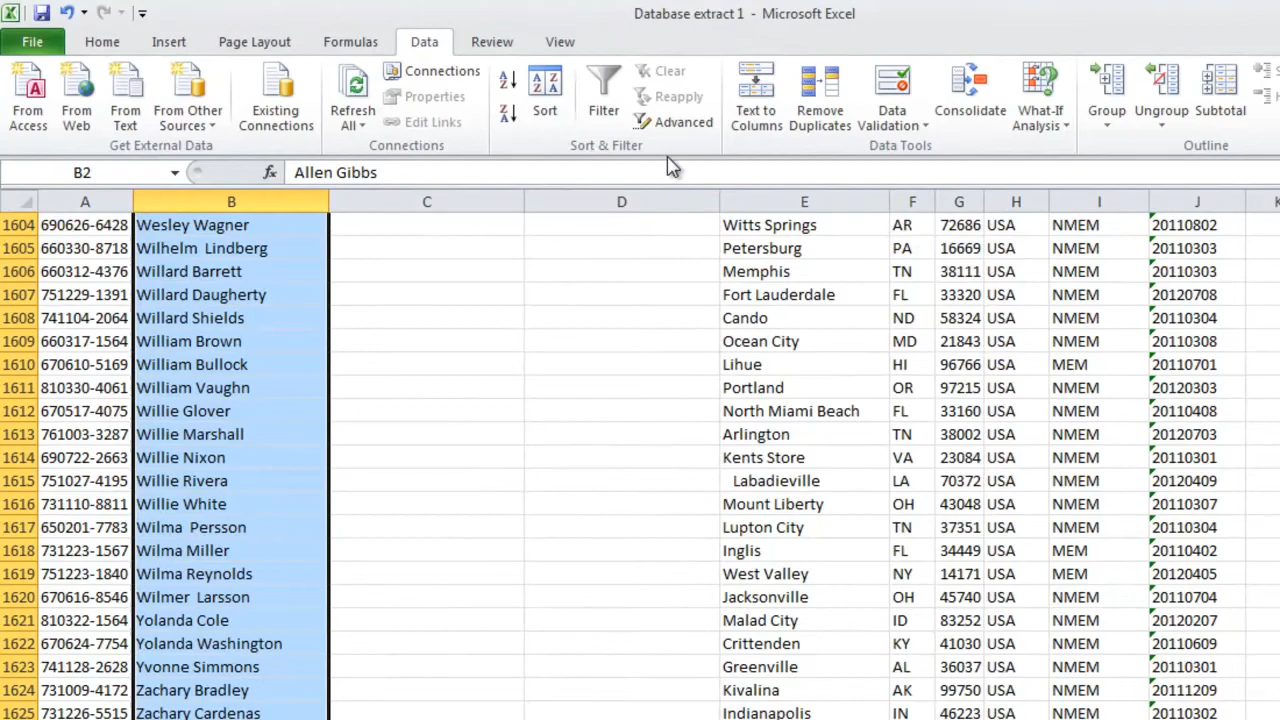 Database extract 1 - Microsoft Excel
File Home Insert Page Layout Formulas Data Review View
From Access From Web From Text From Other Sources Existing Connections Refresh All Connections Properties Edit Links Sort Filter Clear Reapply Advanced Text to Columns Remove Duplicates Data Validation Consolidate What-If Analysis Group Ungroup Subtotal
Get External Data Connections Sort & Filter Data Tools Outline
B2 fx Allen Gibbs
A B C D E F G H I J
1604 690626-6428 Wesley Wagner Witts Springs AR 72686 USA NMEM 20110802
1605 660330-8718 Wilhelm  Lindberg Petersburg PA 16669 USA NMEM 20110303
1606 660312-4376 Willard Barrett Memphis TN 38111 USA NMEM 20110303
1607 751229-1391 Willard Daugherty Fort Lauderdale FL 33320 USA NMEM 20120708
1608 741104-2064 Willard Shields Cando ND 58324 USA NMEM 20110304
1609 660317-1564 William Brown Ocean City MD 21843 USA NMEM 20110308
1610 670610-5169 William Bullock Lihue HI 96766 USA MEM 20110701
1611 810330-4061 William Vaughn Portland OR 97215 USA NMEM 20120303
1612 670517-4075 Willie Glover North Miami Beach FL 33160 USA NMEM 20110408
1613 761003-3287 Willie Marshall Arlington TN 38002 USA NMEM 20120703
1614 690722-2663 Willie Nixon Kents Store VA 23084 USA NMEM 20110301
1615 751027-4195 Willie Rivera Labadieville LA 70372 USA NMEM 20120409
1616 731110-8811 Willie White Mount Liberty OH 43048 USA NMEM 20110307
1617 650201-7783 Wilma  Persson Lupton City TN 37351 USA NMEM 20110304
1618 731223-1567 Wilma Miller Inglis FL 34449 USA MEM 20110402
1619 751223-1840 Wilma Reynolds West Valley NY 14171 USA MEM 20120405
1620 670616-8546 Wilmer  Larsson Jacksonville OH 45740 USA NMEM 20110704
1621 810322-1564 Yolanda Cole Malad City ID 83252 USA NMEM 20120207
1622 670624-7754 Yolanda Washington Crittenden KY 41030 USA NMEM 20110609
1623 741128-2628 Yvonne Simmons Greenville AL 36037 USA NMEM 20110301
1624 731009-4172 Zachary Bradley Kivalina AK 99750 USA NMEM 20111209
1625 731226-5515 Zachary Cardenas Indianapolis IN 46223 USA NMEM 20110302